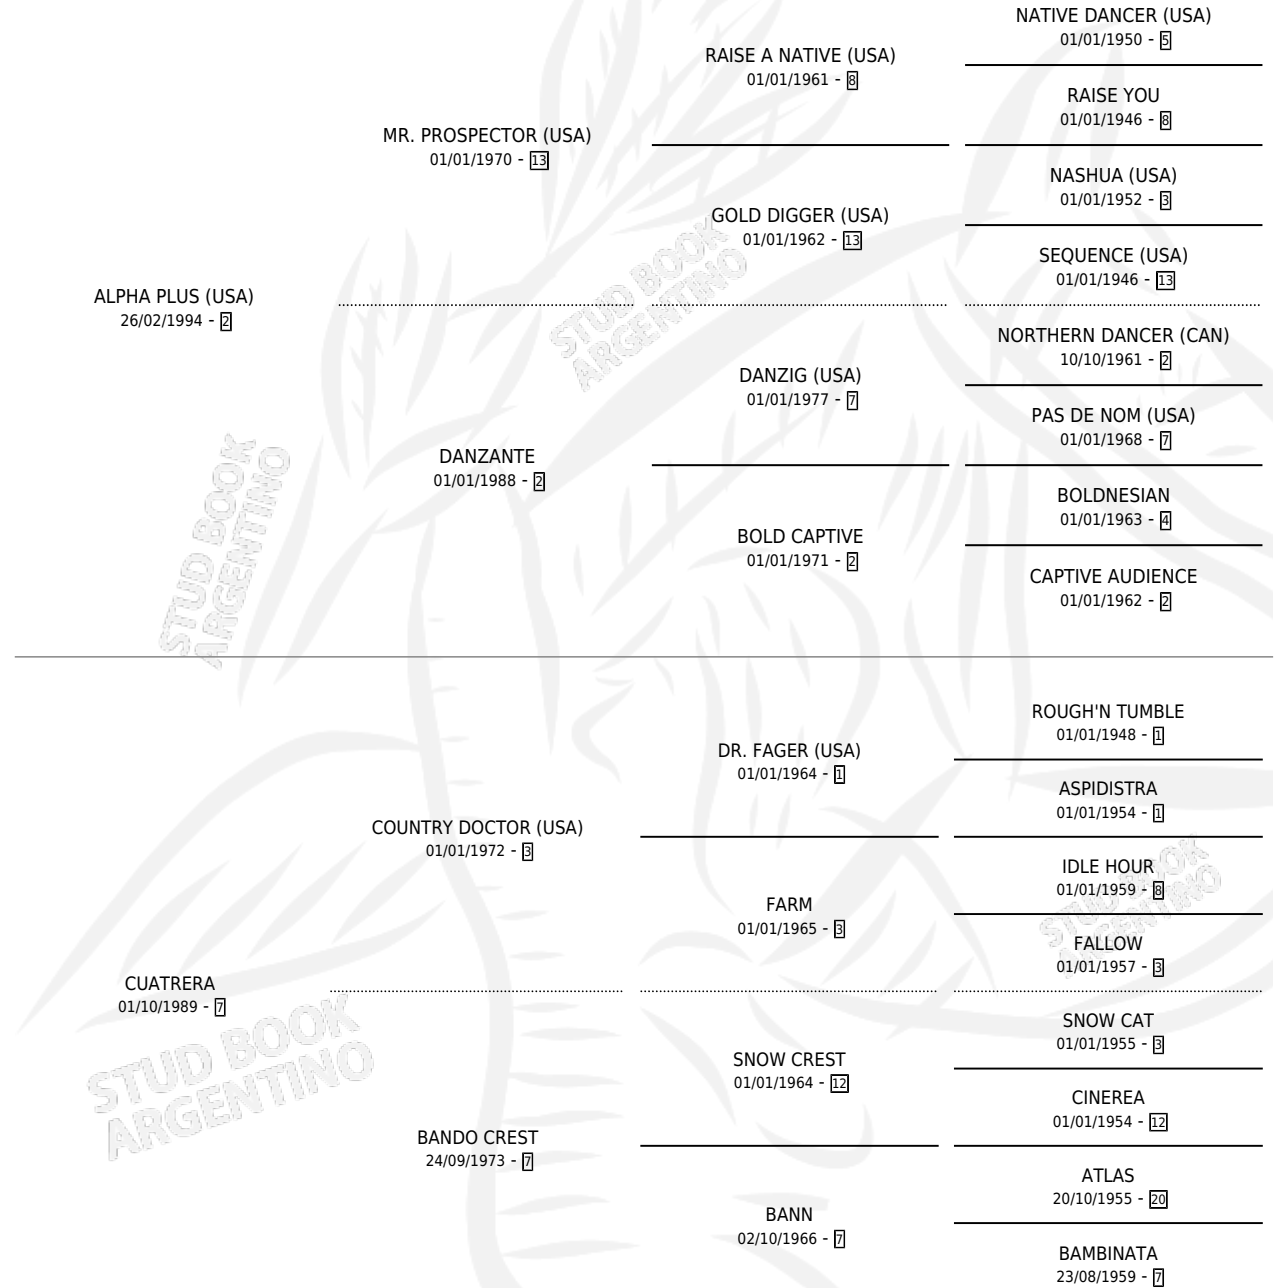 NATIVE DANCER (USA)
01/01/1950 - 5
RAISE A NATIVE (USA)
01/01/1961 - 8
RAISE YOU
01/01/1946 - 8
MR. PROSPECTOR (USA)
01/01/1970 - 13
NASHUA (USA)
01/01/1952 - 3
GOLD DIGGER (USA)
01/01/1962 - 13
SEQUENCE (USA)
01/01/1946 - 13
ALPHA PLUS (USA)
26/02/1994 - 2
STUD BOOK
ARGENTINO
NORTHERN DANCER (CAN)
10/10/1961 - 2
DANZIG (USA)
01/01/1977 - 7
PAS DE NOM (USA)
01/01/1968 - 7
DANZANTE
01/01/1988 - 2
BOLDNESIAN
01/01/1963 - 4
BOLD CAPTIVE
01/01/1971 - 2
CAPTIVE AUDIENCE
01/01/1962 - 2
STUD BOOK
ARGENTINO
ROUGH'N TUMBLE
01/01/1948 - 1
DR. FAGER (USA)
01/01/1964 - 1
ASPIDISTRA
01/01/1954 - 1
COUNTRY DOCTOR (USA)
01/01/1972 - 3
IDLE HOUR
01/01/1959 - 8
FARM
01/01/1965 - 3
STUD BOOK
ARGENTINO
FALLOW
01/01/1957 - 3
CUATRERA
01/10/1989 - 7
SNOW CAT
01/01/1955 - 3
SNOW CREST
01/01/1964 - 12
STUD BOOK
ARGENTINO
CINEREA
01/01/1954 - 12
BANDO CREST
24/09/1973 - 7
ATLAS
20/10/1955 - 20
BANN
02/10/1966 - 7
BAMBINATA
23/08/1959 - 7